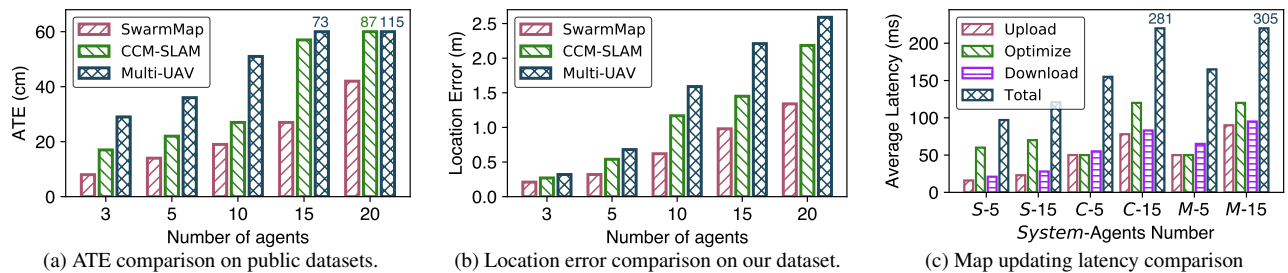 73
87
115
60
40
20
0
ATE (cm)
SwarmMap
CCM-SLAM
Multi-UAV
3
5
10
15
20
Number of agents
(a) ATE comparison on public datasets.
2.5
2.0
1.5
1.0
0.5
0.0
Location Error (m)
SwarmMap
CCM-SLAM
Multi-UAV
3
5
10
15
20
Number of agents
(b) Location error comparison on our dataset.
281
305
200
150
100
50
0
Average Latency (ms)
Upload
Optimize
Download
Total
S-5
S-15
C-5
C-15
M-5
M-15
System-Agents Number
(c) Map updating latency comparison